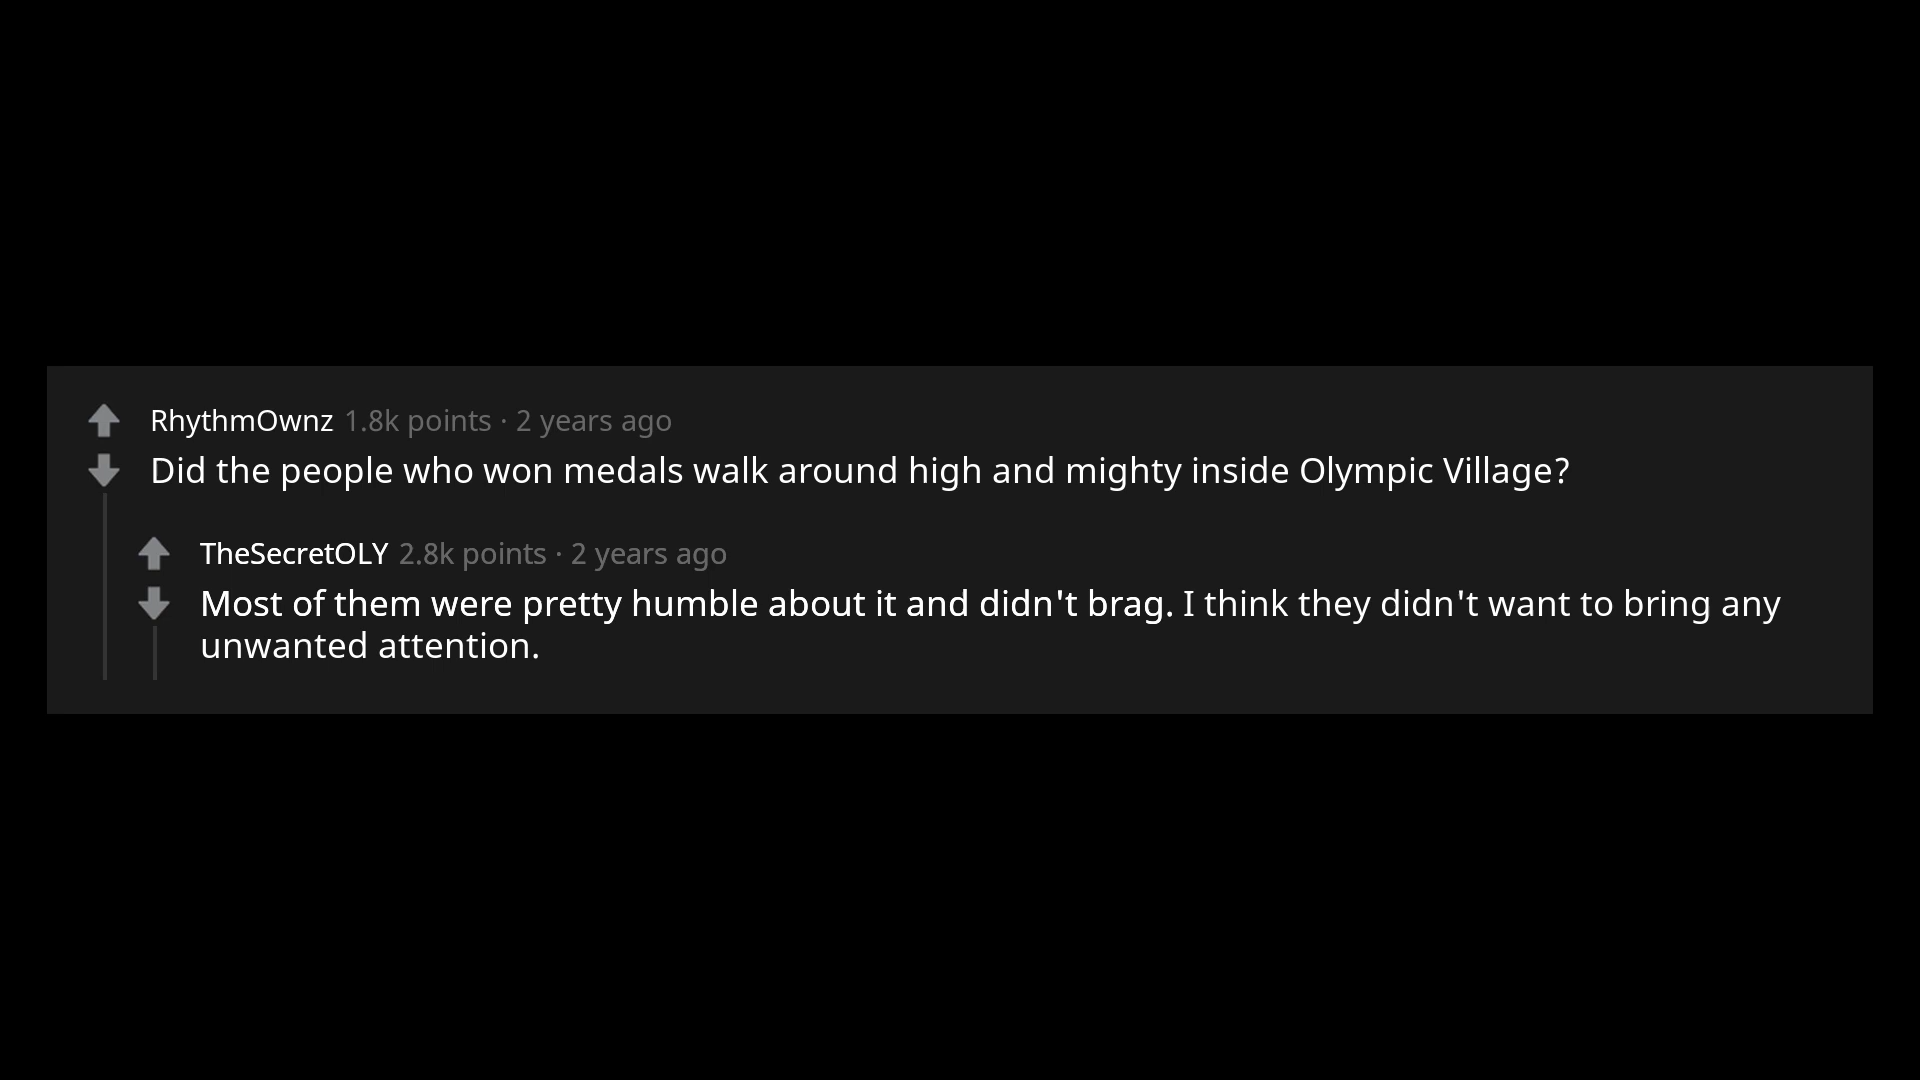 RhythmOwnz 1.8k points · 2 years ago
Did the people who won medals walk around high and mighty inside Olympic Village?
TheSecretOLY 2.8k points · 2 years ago
Most of them were pretty humble about it and didn't brag. I think they didn't want to bring any
unwanted attention.